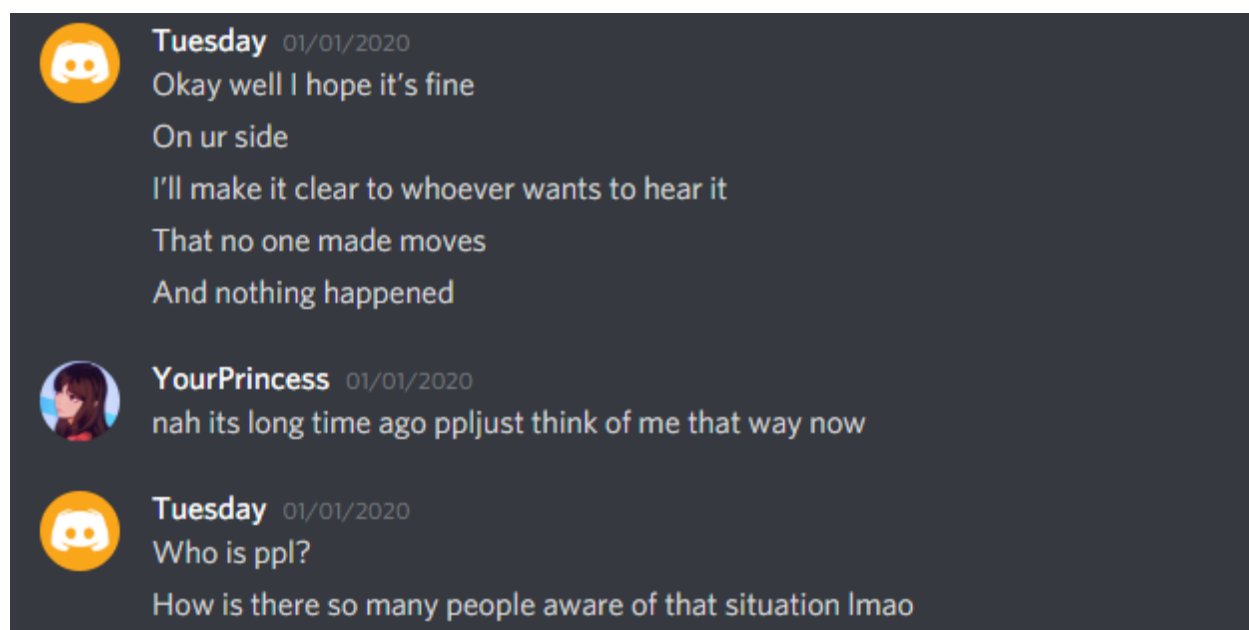 Tuesday 01/01/2020
Okay well I hope it’s fine
On ur side
I’ll make it clear to whoever wants to hear it
That no one made moves
And nothing happened
YourPrincess 01/01/2020
nah its long time ago ppljust think of me that way now
Tuesday 01/01/2020
Who is ppl?
How is there so many people aware of that situation lmao